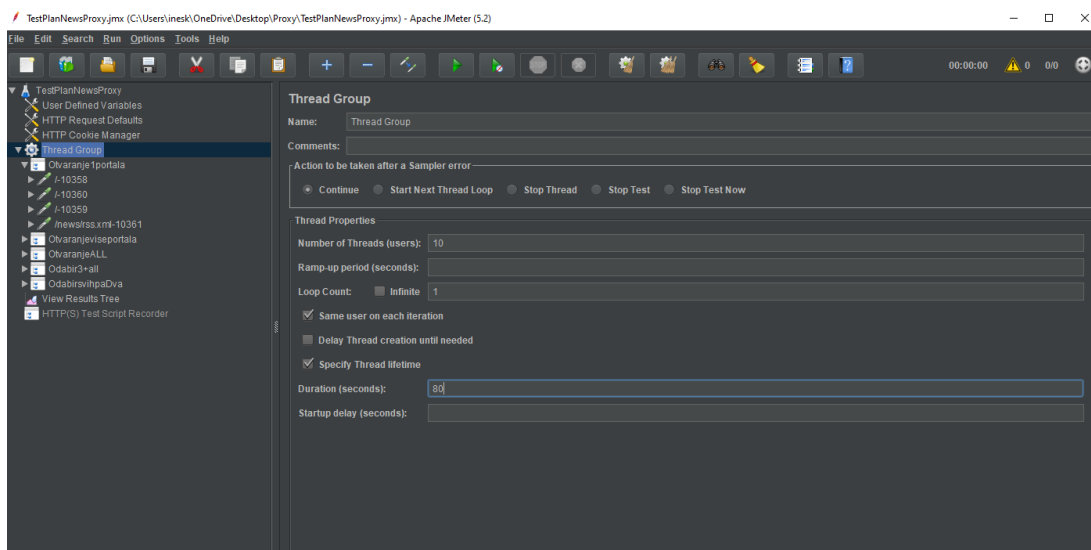 TestPlanNewsProxy.jmx (C:\Users\inesk\OneDrive\Desktop\Proxy\TestPlanNewsProxy.jmx) - Apache JMeter (5.2)
File Edit Search Run Options Tools Help
00:00:00 0 0/0
TestPlanNewsProxy
User Defined Variables
HTTP Request Defaults
HTTP Cookie Manager
Thread Group
Otvaranje1portala
/-10358
/-10360
/-10359
/news/rss.xml-10361
Otvaranjeviseportala
OtvaranjeALL
Odabir3+all
OdabirsvihpaDva
View Results Tree
HTTP(S) Test Script Recorder
Thread Group
Name: Thread Group
Comments:
Action to be taken after a Sampler error
Continue Start Next Thread Loop Stop Thread Stop Test Stop Test Now
Thread Properties
Number of Threads (users): 10
Ramp-up period (seconds):
Loop Count: Infinite 1
Same user on each iteration
Delay Thread creation until needed
Specify Thread lifetime
Duration (seconds): 80
Startup delay (seconds):